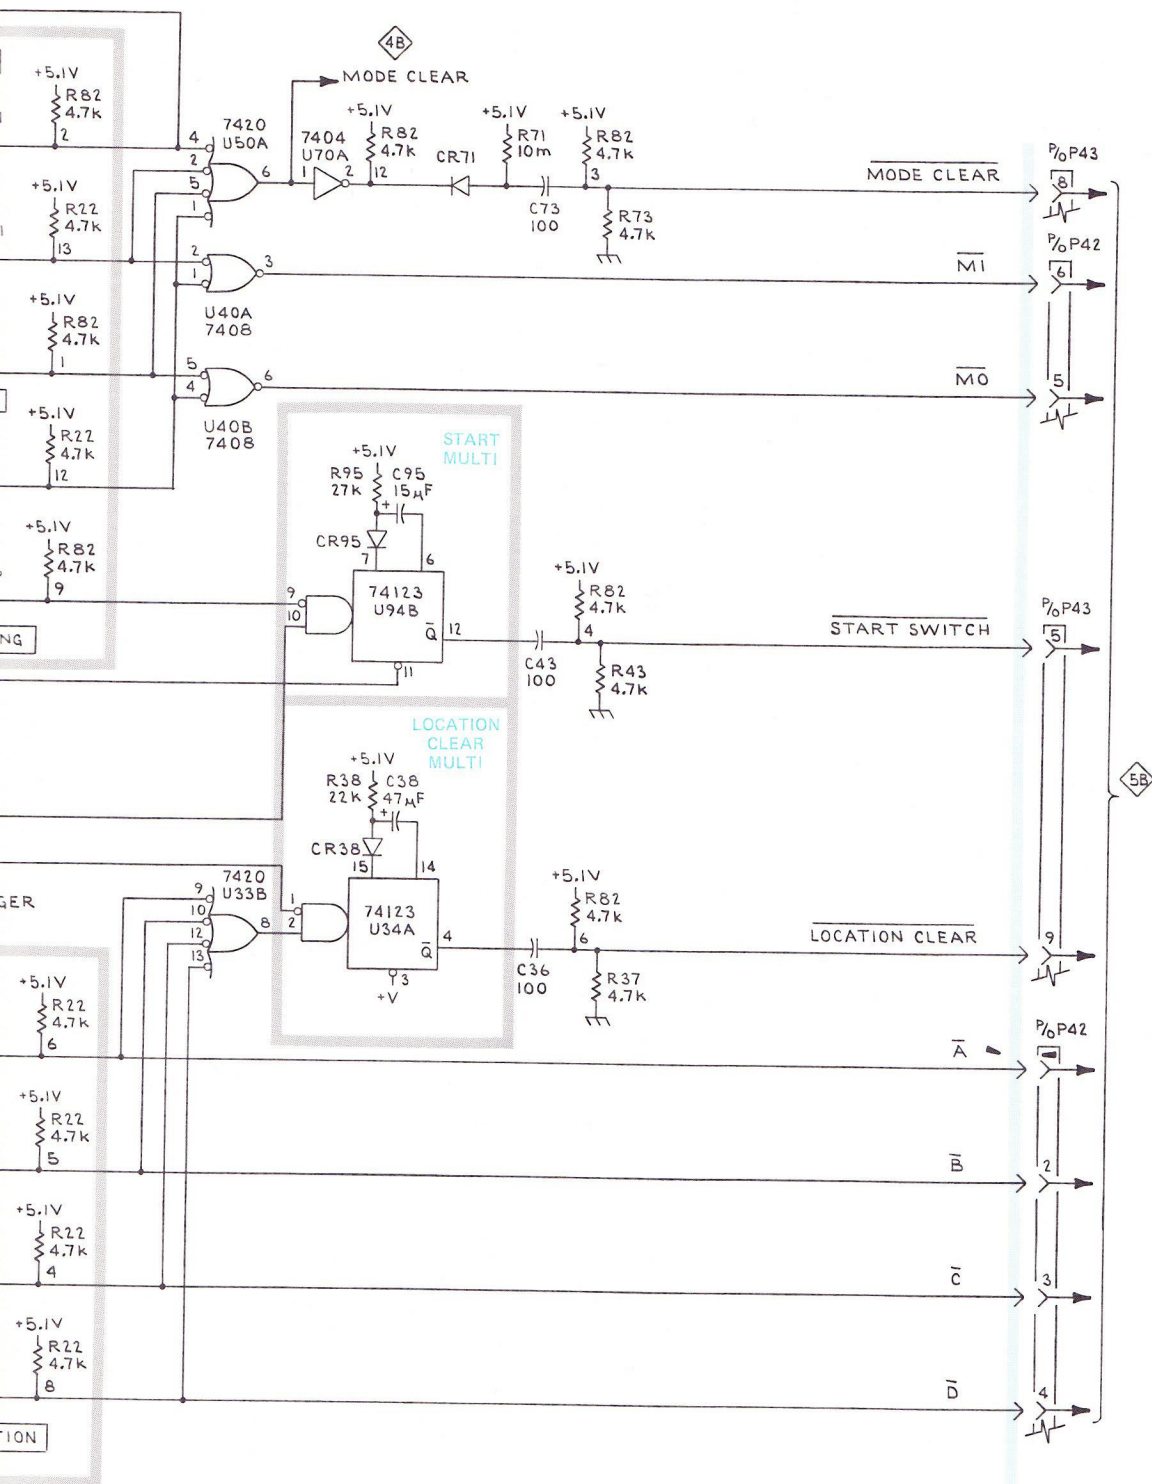 4B
MODE CLEAR
+5.1V
R82
4.7K
2
7420
U50A
4
2
5
1
6
7404
U70A
1
2
+5.1V
R82
4.7K
12
CR71
+5.1V
R71
10m
C73
100
+5.1V
R82
4.7K
3
R73
4.7K
MODE CLEAR
P/O P43
8
+5.1V
R22
4.7K
13
2
1
3
U40A
7408
M1
P/O P42
6
+5.1V
R82
4.7K
1
5
4
6
U40B
7408
M0
5
+5.1V
R22
4.7K
12
START
MULTI
+5.1V
R95
27K
C95
15µF
+
CR95
7
6
+5.1V
R82
4.7K
9
9
10
74123
U94B
Q
12
11
C43
100
+5.1V
R82
4.7K
4
R43
4.7K
START SWITCH
P/O P43
5
NG
LOCATION
CLEAR
MULTI
+5.1V
R38
22K
C38
47µF
+
CR38
15
14
5B
GER
7420
U33B
9
10
12
13
8
1
2
74123
U34A
Q
4
3
+V
C36
100
+5.1V
R82
4.7K
6
R37
4.7K
LOCATION CLEAR
9
+5.1V
R22
4.7K
6
A
P/O P42
+5.1V
R22
4.7K
5
B
2
+5.1V
R22
4.7K
4
C
3
+5.1V
R22
4.7K
8
D
4
TION